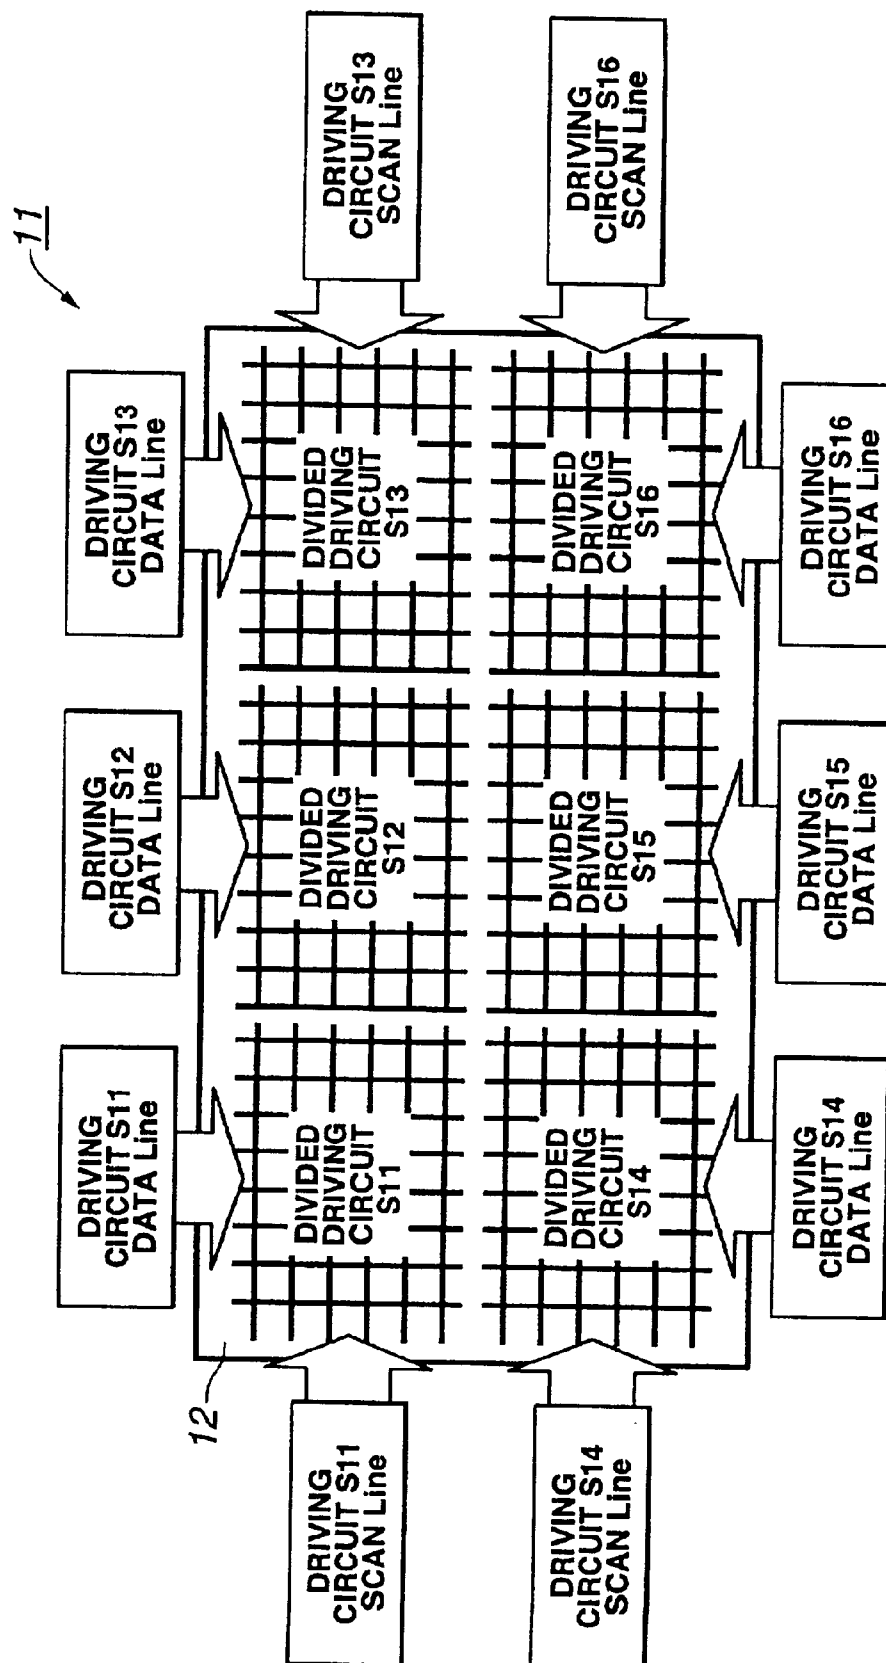 11
DRIVING
CIRCUIT S11
DATA Line
DRIVING
CIRCUIT S12
DATA Line
DRIVING
CIRCUIT S13
DATA Line
12
DRIVING
CIRCUIT S11
SCAN Line
DIVIDED
DRIVING
CIRCUIT
S11
DIVIDED
DRIVING
CIRCUIT
S12
DIVIDED
DRIVING
CIRCUIT
S13
DRIVING
CIRCUIT S13
SCAN Line
DRIVING
CIRCUIT S14
SCAN Line
DIVIDED
DRIVING
CIRCUIT
S14
DIVIDED
DRIVING
CIRCUIT
S15
DIVIDED
DRIVING
CIRCUIT
S16
DRIVING
CIRCUIT S16
SCAN Line
DRIVING
CIRCUIT S14
DATA Line
DRIVING
CIRCUIT S15
DATA Line
DRIVING
CIRCUIT S16
DATA Line